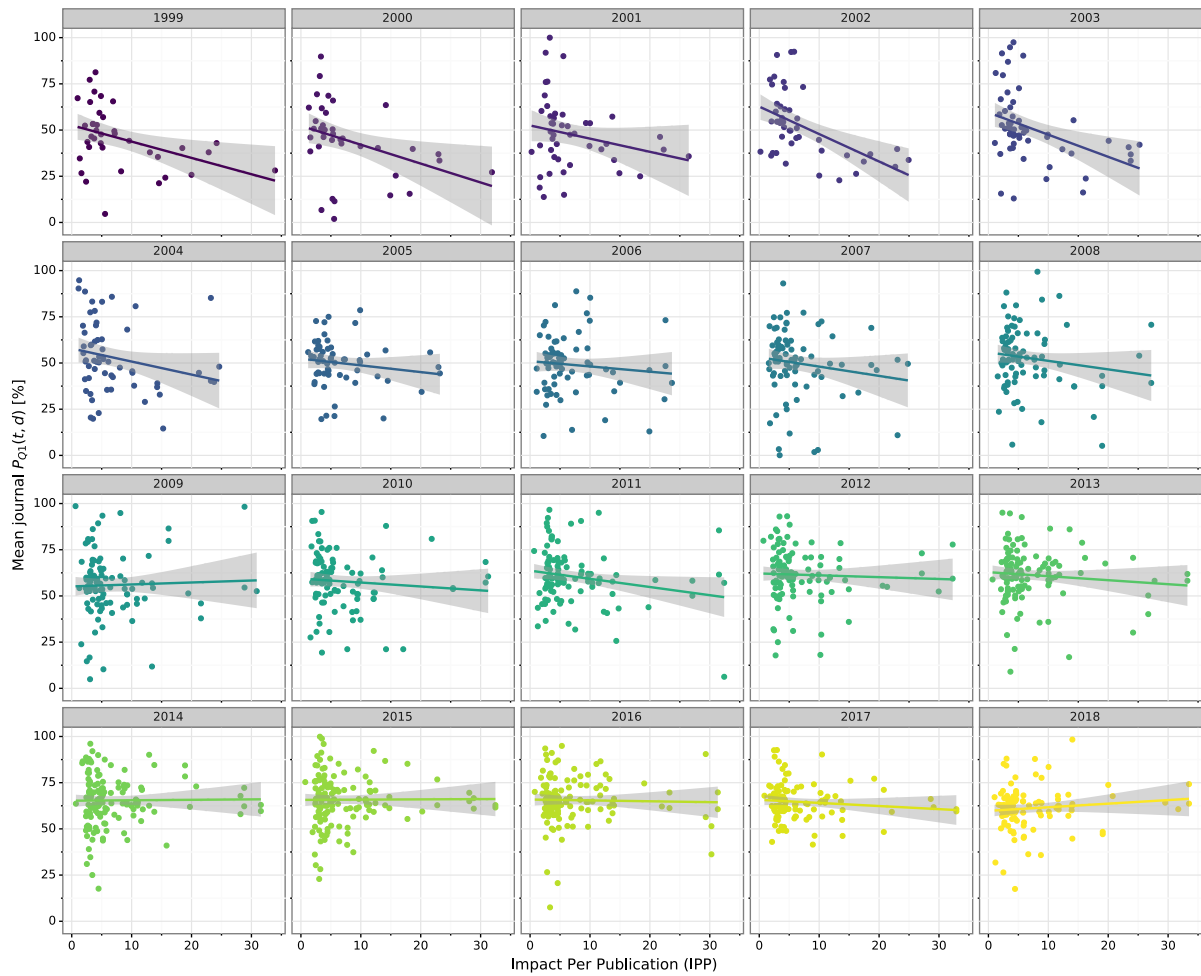 1999 2000 2001 2002 2003
100
75
50
25
0
2004 2005 2006 2007 2008
100
75
50
25
0
Mean journal P_{Q1}(t, d) [%]
2009 2010 2011 2012 2013
100
75
50
25
0
2014 2015 2016 2017 2018
100
75
50
25
0
0 10 20 30 0 10 20 30 0 10 20 30 0 10 20 30 0 10 20 30
Impact Per Publication (IPP)